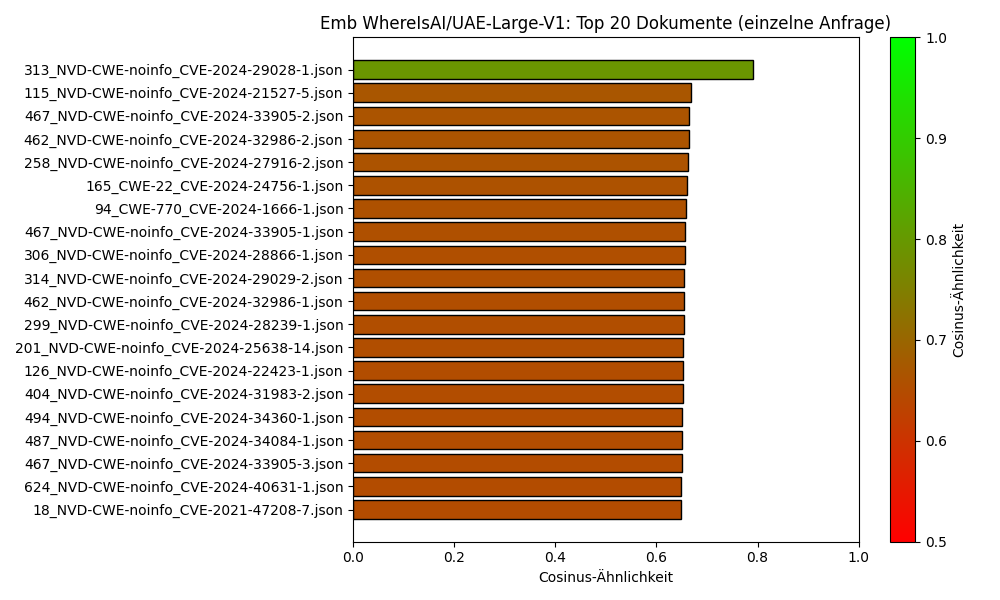 Emb WhereIsAI/UAE-Large-V1: Top 20 Dokumente (einzelne Anfrage)
313_NVD-CWE-noinfo_CVE-2024-29028-1.json
115_NVD-CWE-noinfo_CVE-2024-21527-5.json
467_NVD-CWE-noinfo_CVE-2024-33905-2.json
462_NVD-CWE-noinfo_CVE-2024-32986-2.json
258_NVD-CWE-noinfo_CVE-2024-27916-2.json
165_CWE-22_CVE-2024-24756-1.json
94_CWE-770_CVE-2024-1666-1.json
467_NVD-CWE-noinfo_CVE-2024-33905-1.json
306_NVD-CWE-noinfo_CVE-2024-28866-1.json
314_NVD-CWE-noinfo_CVE-2024-29029-2.json
462_NVD-CWE-noinfo_CVE-2024-32986-1.json
299_NVD-CWE-noinfo_CVE-2024-28239-1.json
201_NVD-CWE-noinfo_CVE-2024-25638-14.json
126_NVD-CWE-noinfo_CVE-2024-22423-1.json
404_NVD-CWE-noinfo_CVE-2024-31983-2.json
494_NVD-CWE-noinfo_CVE-2024-34360-1.json
487_NVD-CWE-noinfo_CVE-2024-34084-1.json
467_NVD-CWE-noinfo_CVE-2024-33905-3.json
624_NVD-CWE-noinfo_CVE-2024-40631-1.json
18_NVD-CWE-noinfo_CVE-2021-47208-7.json
0.0 0.2 0.4 0.6 0.8 1.0
Cosinus-Ähnlichkeit
1.0
0.9
0.8
0.7
0.6
0.5
Cosinus-Ähnlichkeit